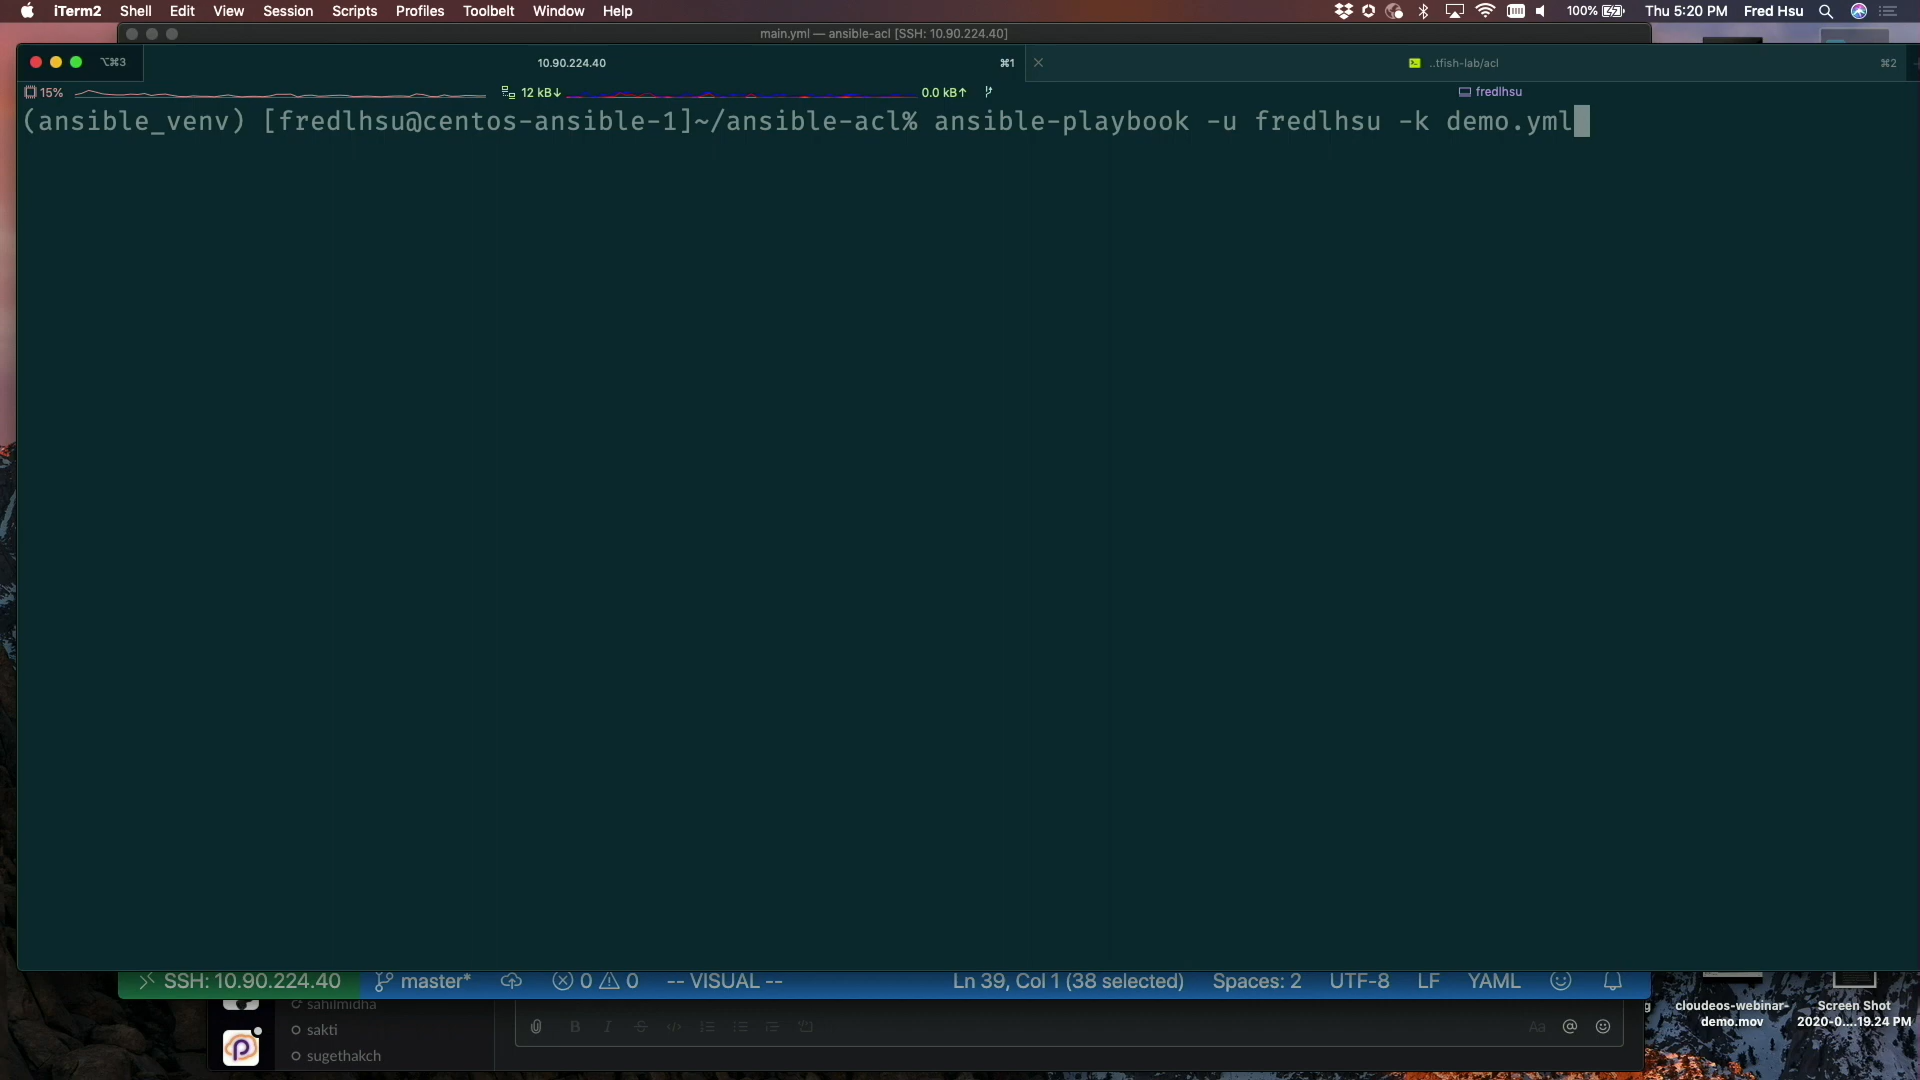 iTerm2 Shell Edit View Session Scripts Profiles Toolbelt Window Help 100% Thu 5:20 PM Fred Hsu
main.yml — ansible-acl [SSH: 10.90.224.40]
⌥⌘3 10.90.224.40 ⌘1 ..tfish-lab/acl ⌘2
15% 12 kB↓ 0.0 kB↑ fredlhsu
(ansible_venv) [fredlhsu@centos-ansible-1]~/ansible-acl% ansible-playbook -u fredlhsu -k demo.yml
SSH: 10.90.224.40 master* 0 0 -- VISUAL -- Ln 39, Col 1 (38 selected) Spaces: 2 UTF-8 LF YAML
sahilmidha
sakti
sugethakch
Aa
cloudeos-webinar-
demo.mov
Screen Shot
2020-0....19.24 PM